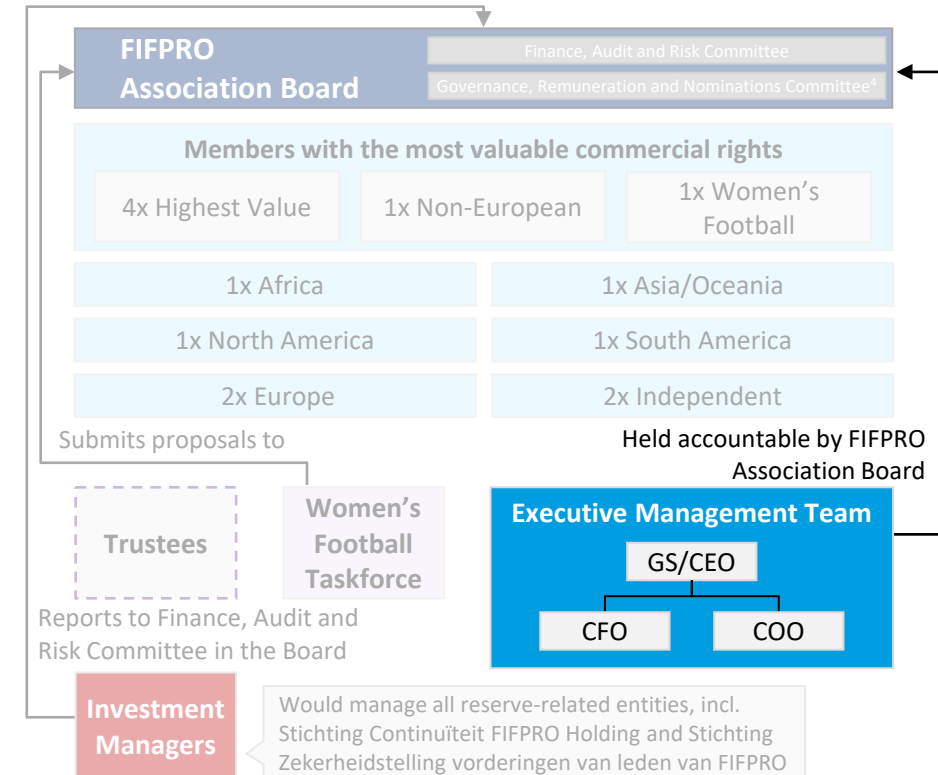 FIFPRO
Association Board
Finance, Audit and Risk Committee
Governance, Remuneration and Nominations Committee⁴
Members with the most valuable commercial rights
4x Highest Value
1x Non-European
1x Women's
Football
1x Africa
1x Asia/Oceania
1x North America
1x South America
2x Europe
2x Independent
Submits proposals to
Held accountable by FIFPRO
Association Board
Trustees
Women's
Football
Taskforce
Executive Management Team
GS/CEO
CFO
COO
Reports to Finance, Audit and
Risk Committee in the Board
Investment
Managers
Would manage all reserve-related entities, incl.
Stichting Continuïteit FIFPRO Holding and Stichting
Zekerheidstelling vorderingen van leden van FIFPRO